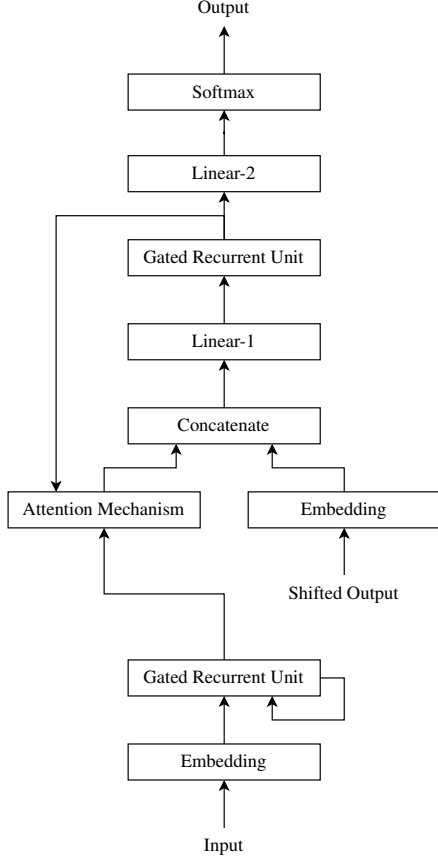 Output
Softmax
Linear-2
Gated Recurrent Unit
Linear-1
Concatenate
Attention Mechanism
Embedding
Shifted Output
Gated Recurrent Unit
Embedding
Input